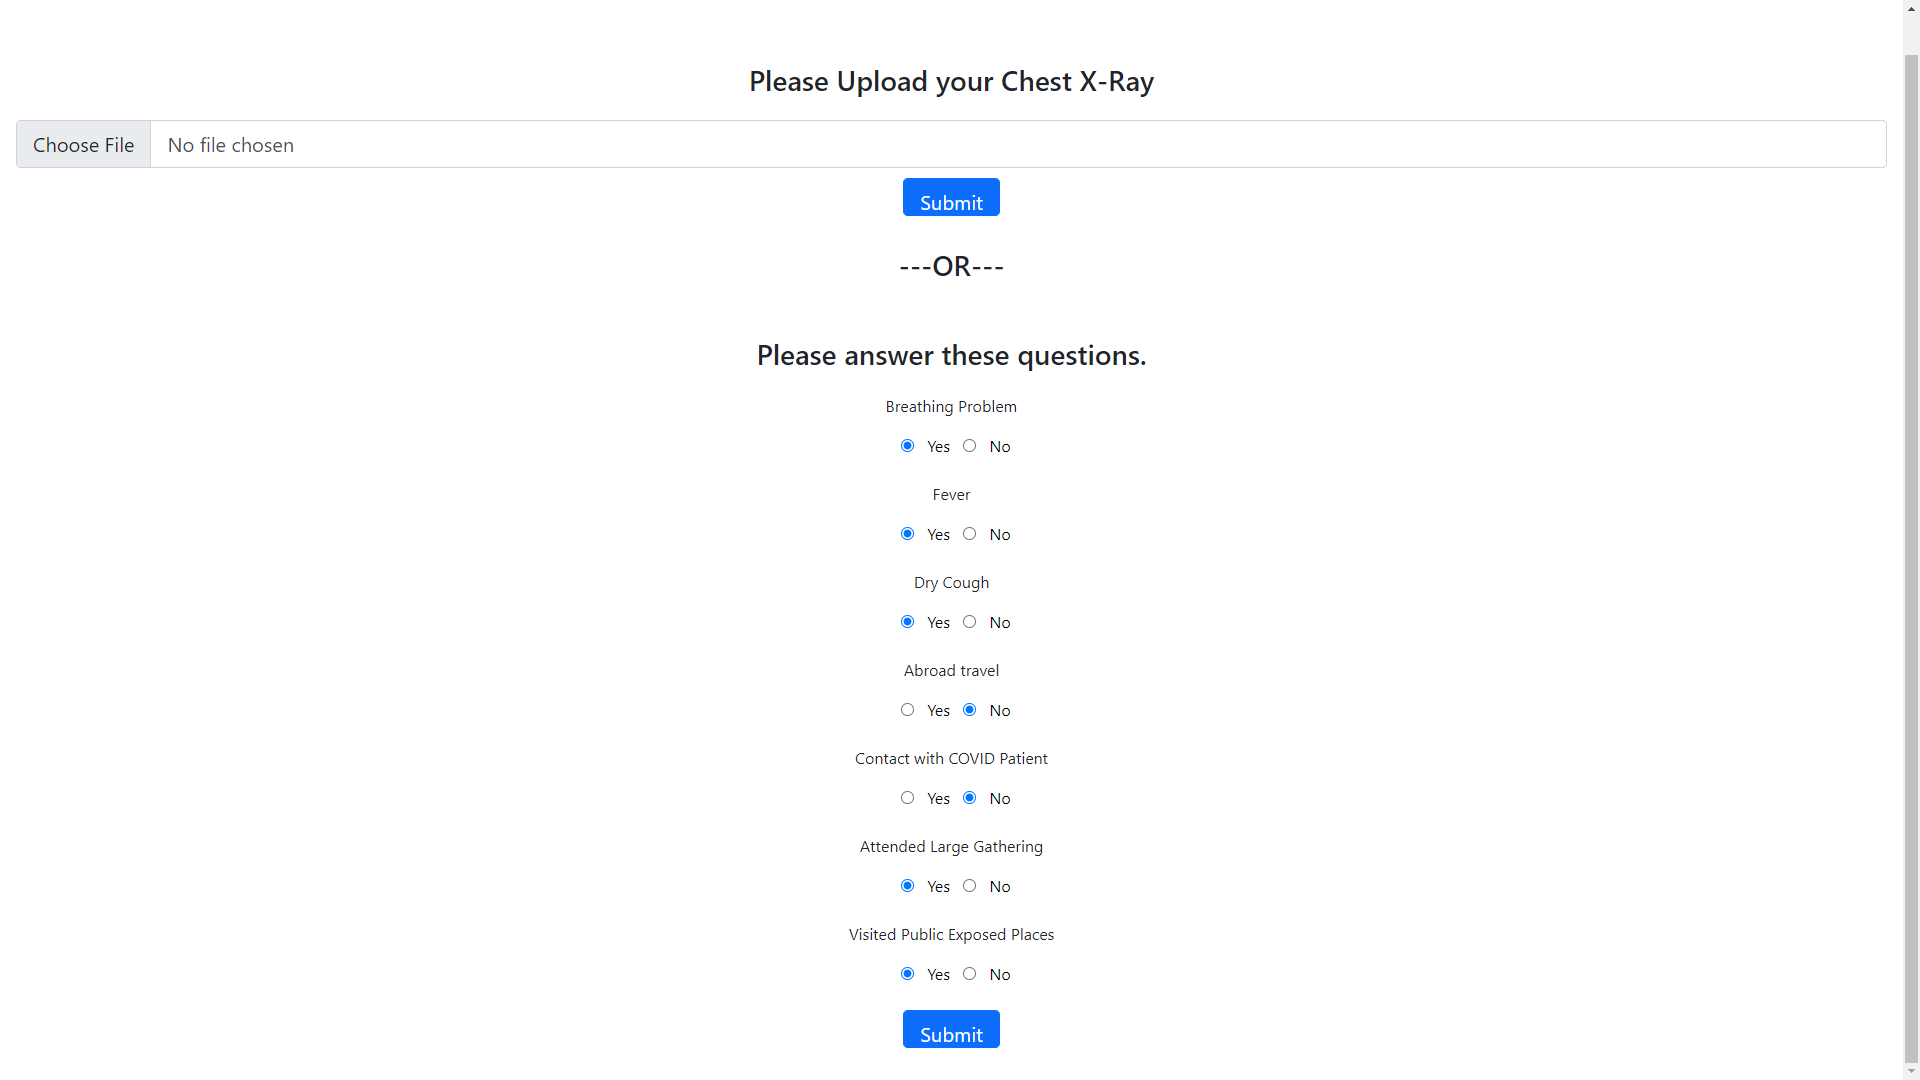 Please Upload your Chest X-Ray
Choose File No file chosen
Submit
---OR---
Please answer these questions.
Breathing Problem
Yes No
Fever
Yes No
Dry Cough
Yes No
Abroad travel
Yes No
Contact with COVID Patient
Yes No
Attended Large Gathering
Yes No
Visited Public Exposed Places
Yes No
Submit